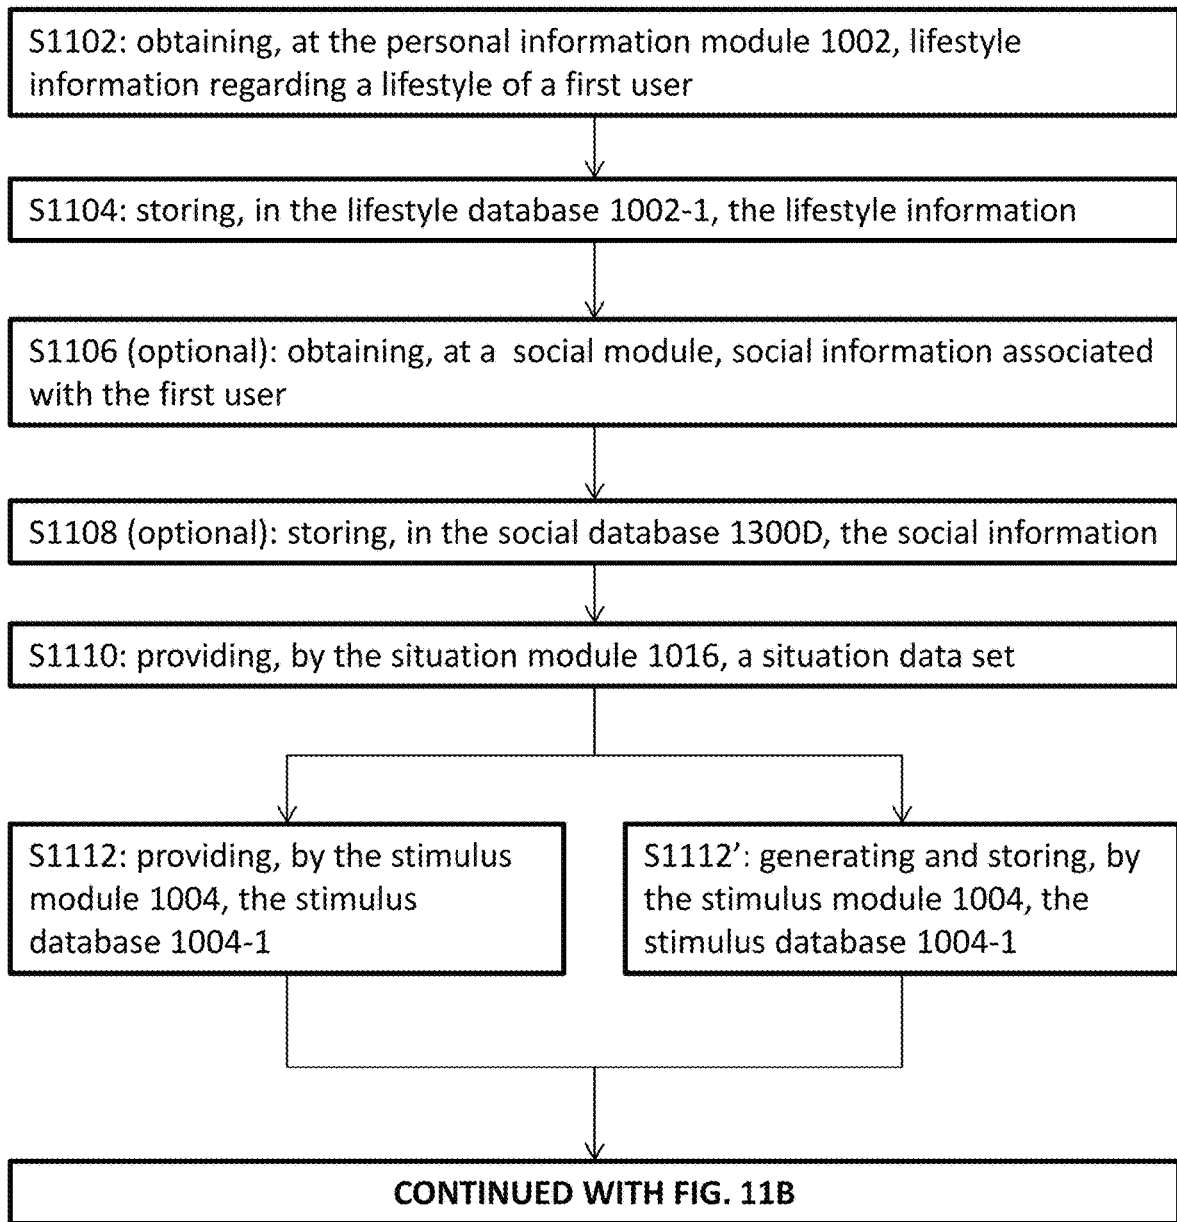 S1102: obtaining, at the personal information module 1002, lifestyle
information regarding a lifestyle of a first user
S1104: storing, in the lifestyle database 1002-1, the lifestyle information
S1106 (optional): obtaining, at a social module, social information associated
with the first user
S1108 (optional): storing, in the social database 1300D, the social information
S1110: providing, by the situation module 1016, a situation data set
S1112: providing, by the stimulus
module 1004, the stimulus
database 1004-1
S1112’: generating and storing, by
the stimulus module 1004, the
stimulus database 1004-1
CONTINUED WITH FIG. 11B